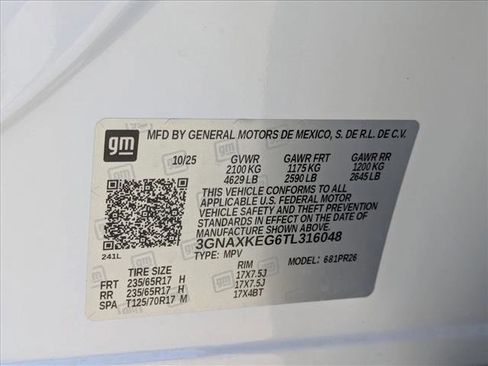 gm MFD BY GENERAL MOTORS DE MEXICO, S. DE R.L. DE C.V.
10/25 GVWR GAWR FRT GAWR RR
2100 KG 1175 KG 1200 KG
4629 LB 2590 LB 2645 LB
THIS VEHICLE CONFORMS TO ALL
APPLICABLE U.S. FEDERAL MOTOR
VEHICLE SAFETY AND THEFT PREVENTION
STANDARDS IN EFFECT ON THE DATE OF
MANUFACTURE SHOWN ABOVE.
3GNAXKEG6TL316048
241L TYPE: MPV 681PR26
TIRE SIZE RIM
FRT 235/65R17 H 17X7.5J
RR 235/65R17 H 17X7.5J
SPA T125/70R17 M 17X4BT